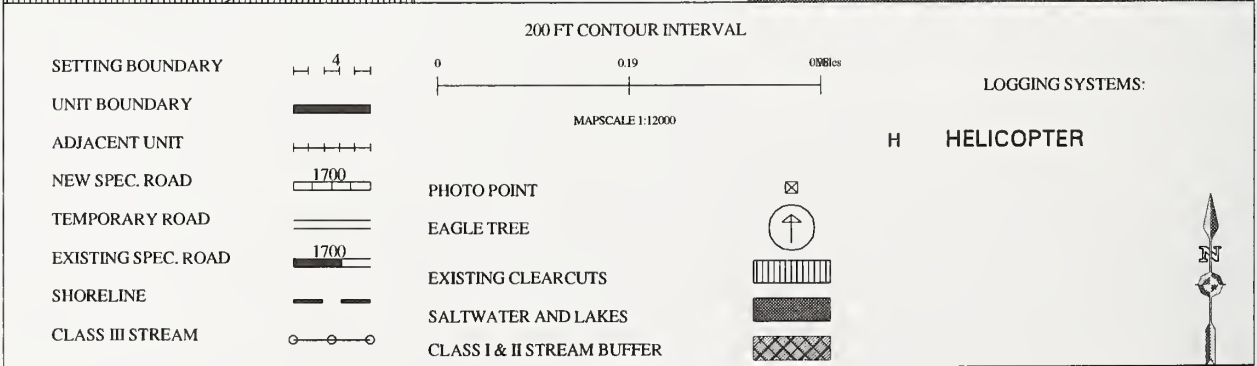 200 FT CONTOUR INTERVAL
SETTING BOUNDARY 4
UNIT BOUNDARY
ADJACENT UNIT
NEW SPEC. ROAD 1700
TEMPORARY ROAD
EXISTING SPEC. ROAD 1700
SHORELINE
CLASS III STREAM
0 0.19
MAPSCALE 1:12000
PHOTO POINT
EAGLE TREE
EXISTING CLEARCUTS
SALTWATER AND LAKES
CLASS I & II STREAM BUFFER
LOGGING SYSTEMS:
H HELICOPTER
N